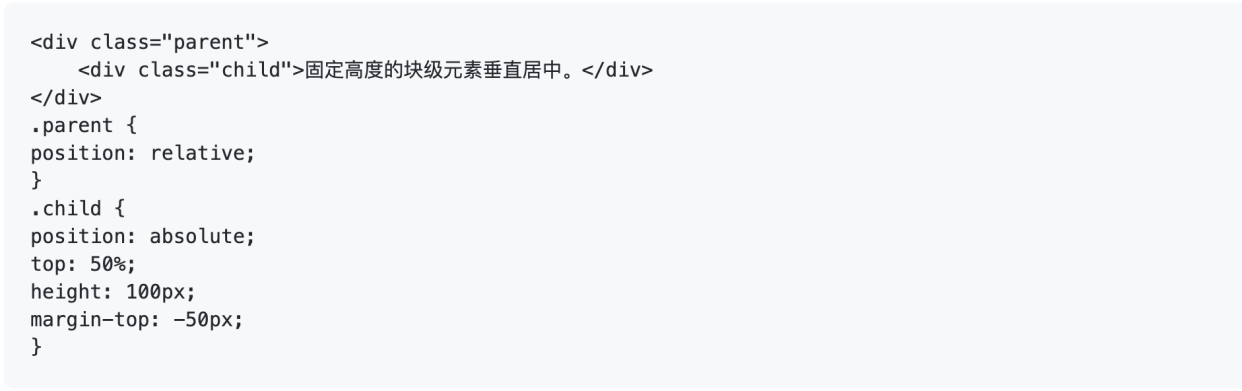 <div class="parent">
    <div class="child">固定高度的块级元素垂直居中。</div>
</div>
.parent {
position: relative;
}
.child {
position: absolute;
top: 50%;
height: 100px;
margin-top: -50px;
}